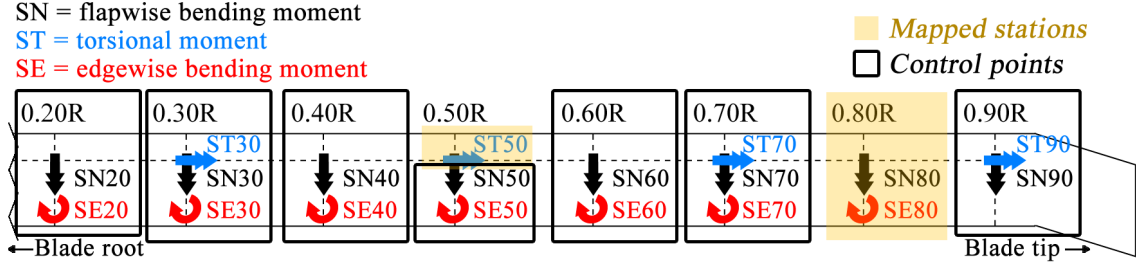 SN = flapwise bending moment
ST = torsional moment
SE = edgewise bending moment
Mapped stations
Control points
0.20R 0.30R 0.40R 0.50R 0.60R 0.70R 0.80R 0.90R
ST30 ST50 ST70 ST90
SN20 SN30 SN40 SN50 SN60 SN70 SN80 SN90
SE20 SE30 SE40 SE50 SE60 SE70 SE80
Blade root Blade tip